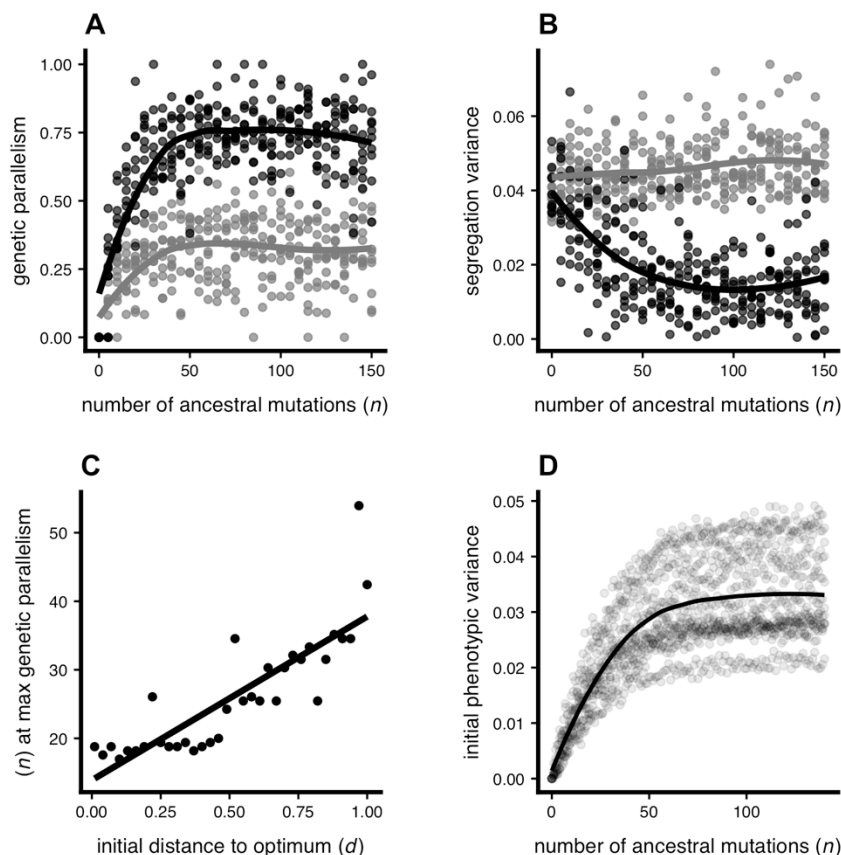 A
genetic parallelism
1.00
0.75
0.50
0.25
0.00
0
50
100
150
number of ancestral mutations (n)
B
segregation variance
0.06
0.04
0.02
0.00
0
50
100
150
number of ancestral mutations (n)
C
(n) at max genetic parallelism
50
40
30
20
0.00
0.25
0.50
0.75
1.00
initial distance to optimum (d)
D
initial phenotypic variance
0.05
0.04
0.03
0.02
0.01
0.00
0
50
100
number of ancestral mutations (n)